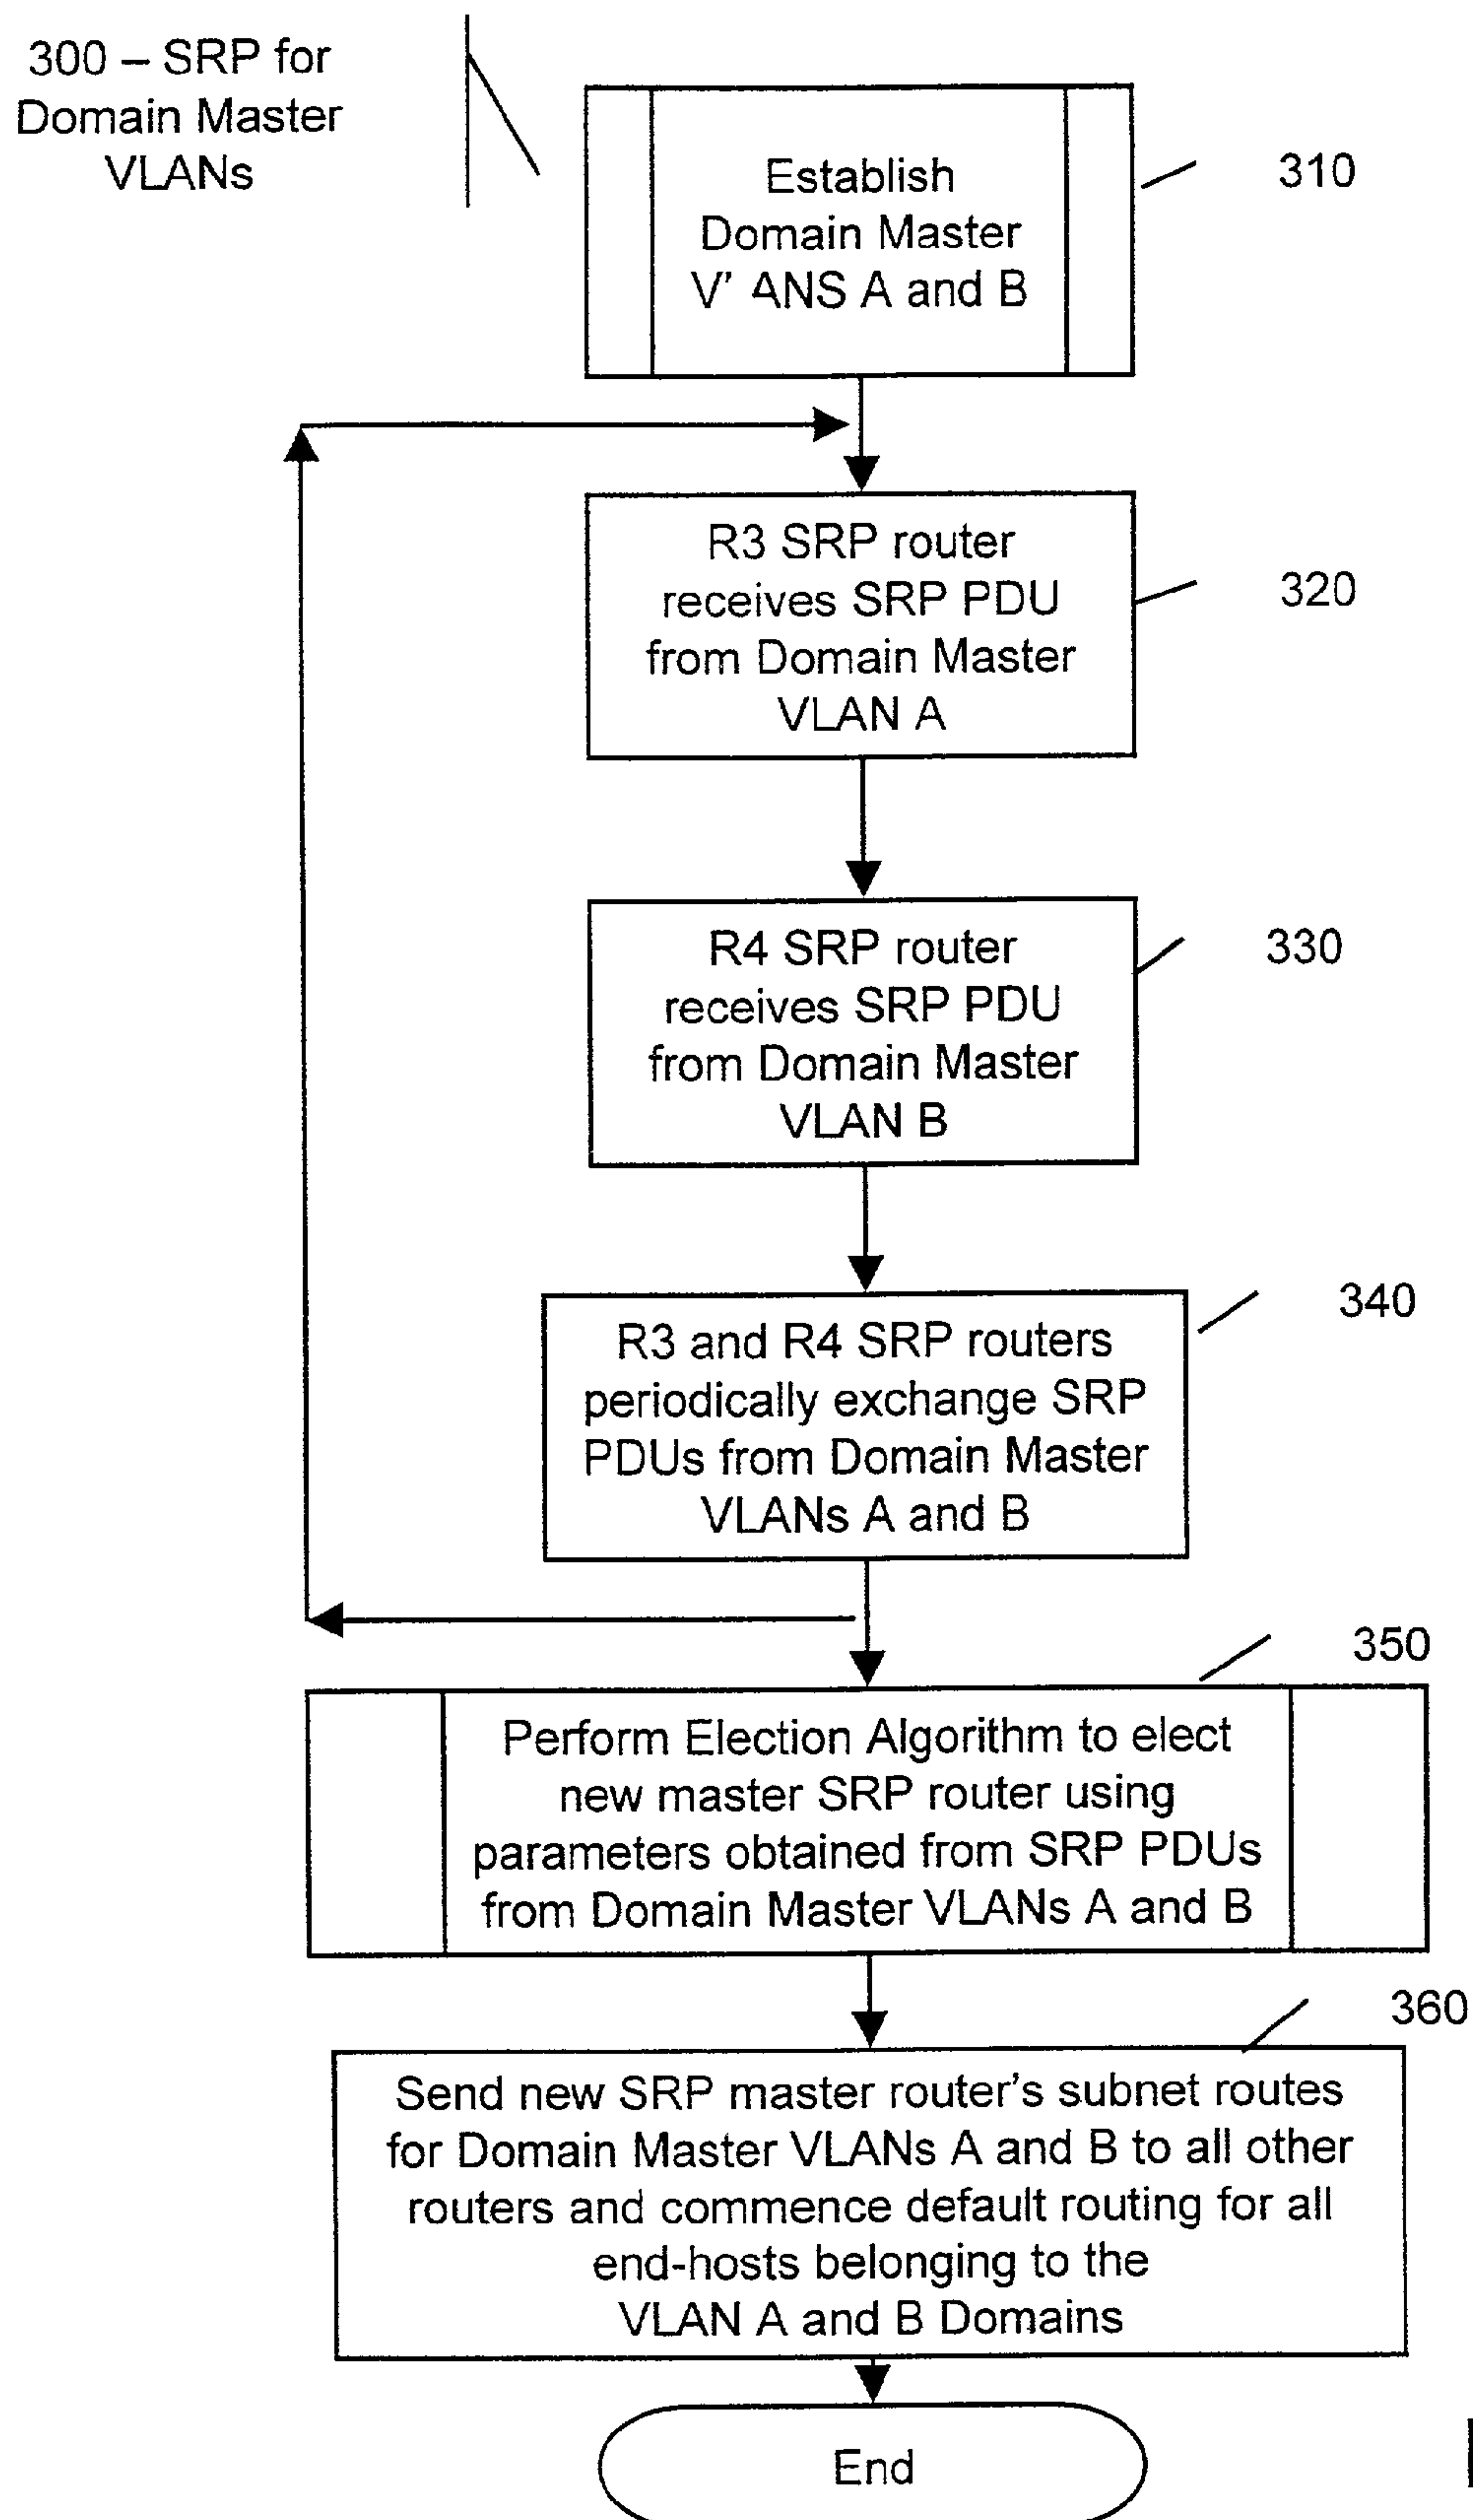 300 – SRP for
Domain Master
VLANs
Establish
Domain Master
V' ANS A and B
310
R3 SRP router
receives SRP PDU
from Domain Master
VLAN A
320
R4 SRP router
receives SRP PDU
from Domain Master
VLAN B
330
R3 and R4 SRP routers
periodically exchange SRP
PDUs from Domain Master
VLANs A and B
340
350
Perform Election Algorithm to elect
new master SRP router using
parameters obtained from SRP PDUs
from Domain Master VLANs A and B
360
Send new SRP master router's subnet routes
for Domain Master VLANs A and B to all other
routers and commence default routing for all
end-hosts belonging to the
VLAN A and B Domains
End